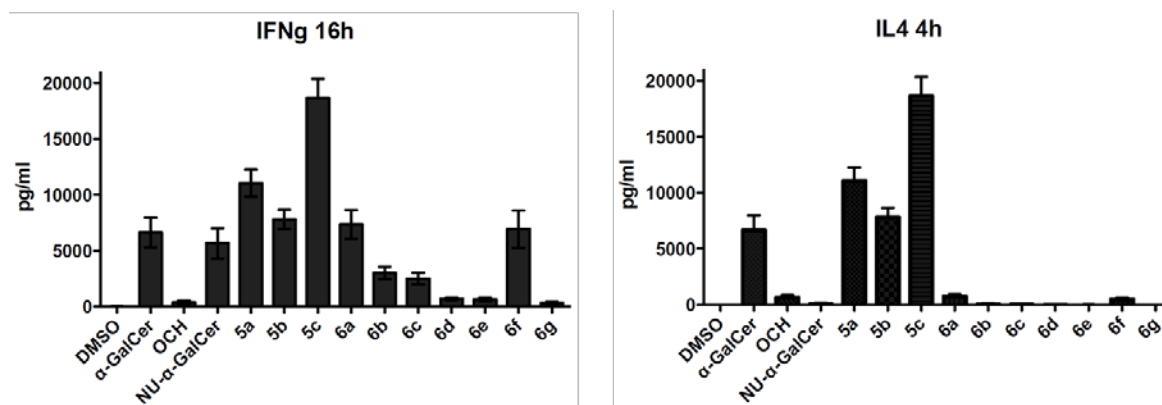 IFNg 16h
pg/ml
20000
15000
10000
5000
0
DMSO
α-GalCer
OCH
NU-α-GalCer
5a
5b
5c
6a
6b
6c
6d
6e
6f
6g
IL4 4h
pg/ml
20000
15000
10000
5000
0
DMSO
α-GalCer
OCH
NU-α-GalCer
5a
5b
5c
6a
6b
6c
6d
6e
6f
6g